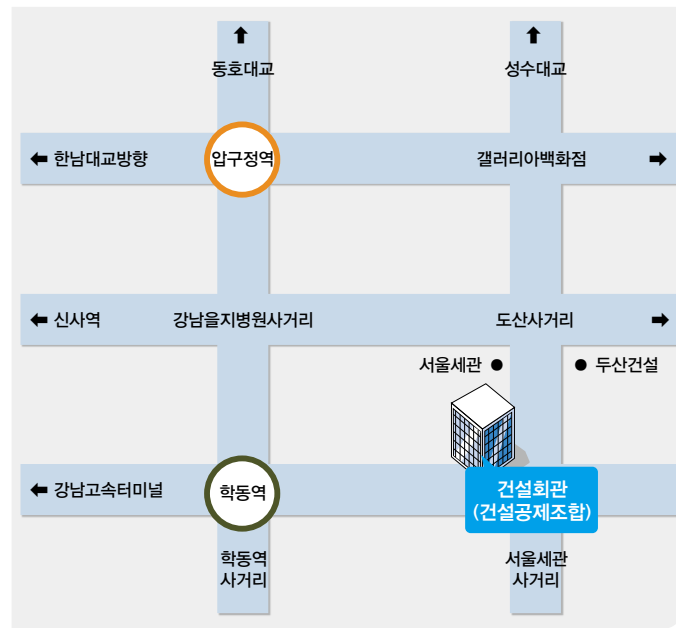 동호대교
성수대교
한남대교방향
압구정역
갤러리아백화점
신사역
강남을지병원사거리
도산사거리
서울세관
두산건설
강남고속터미널
학동역
건설회관
(건설공제조합)
학동역
사거리
서울세관
사거리